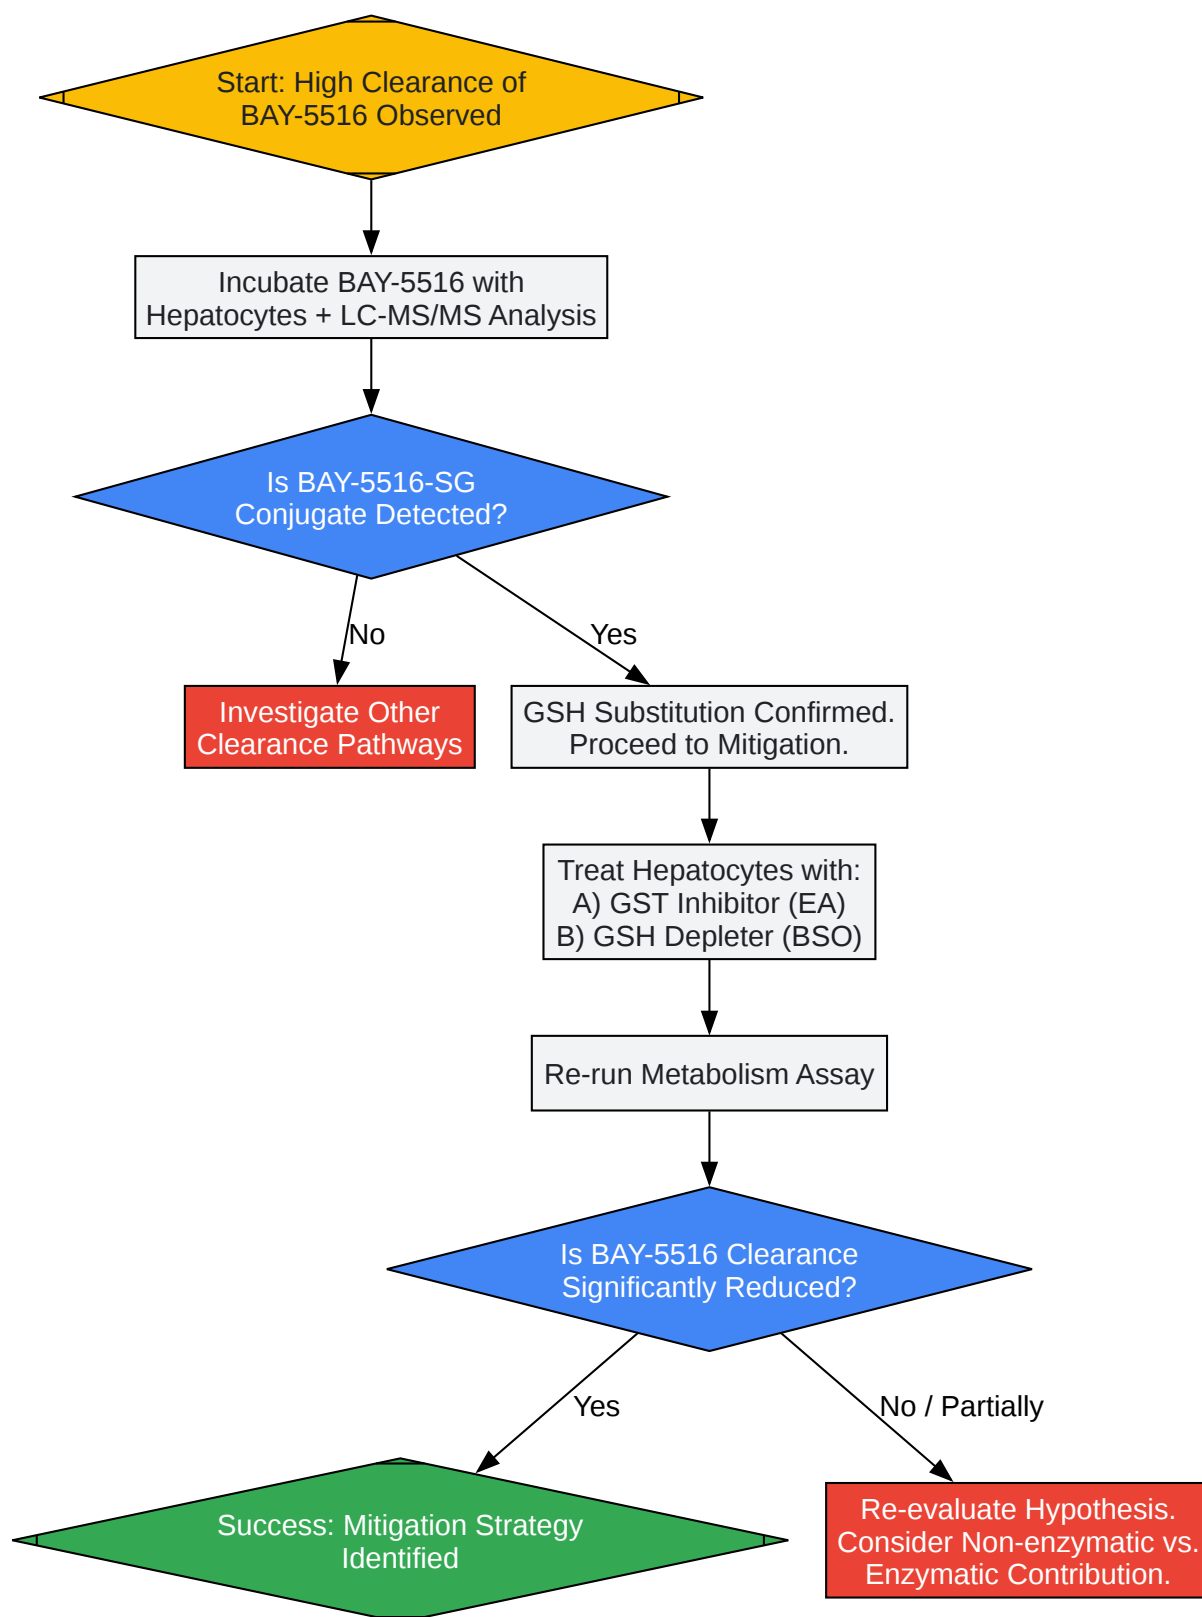 Start: High Clearance of
BAY-5516 Observed
Incubate BAY-5516 with
Hepatocytes + LC-MS/MS Analysis
Is BAY-5516-SG
Conjugate Detected?
No
Yes
Investigate Other
Clearance Pathways
GSH Substitution Confirmed.
Proceed to Mitigation.
Treat Hepatocytes with:
A) GST Inhibitor (EA)
B) GSH Depleter (BSO)
Re-run Metabolism Assay
Is BAY-5516 Clearance
Significantly Reduced?
Yes
No / Partially
Success: Mitigation Strategy
Identified
Re-evaluate Hypothesis.
Consider Non-enzymatic vs.
Enzymatic Contribution.